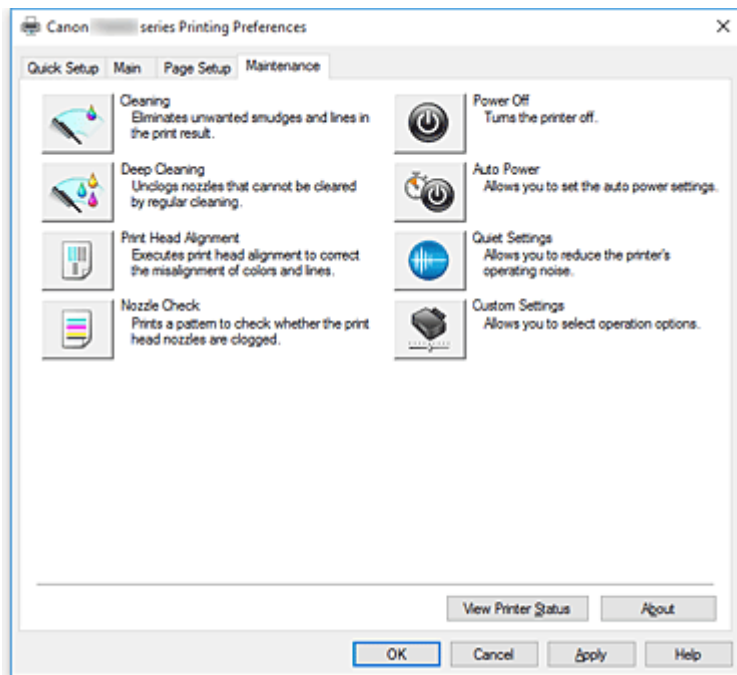 Canon series Printing Preferences
Quick Setup Main Page Setup Maintenance
Cleaning
Eliminates unwanted smudges and lines in
the print result.
Deep Cleaning
Unclogs nozzles that cannot be cleared
by regular cleaning.
Print Head Alignment
Executes print head alignment to correct
the misalignment of colors and lines.
Nozzle Check
Prints a pattern to check whether the print
head nozzles are clogged.
Power Off
Turns the printer off.
Auto Power
Allows you to set the auto power settings.
Quiet Settings
Allows you to reduce the printer's
operating noise.
Custom Settings
Allows you to select operation options.
View Printer Status About
OK Cancel Apply Help